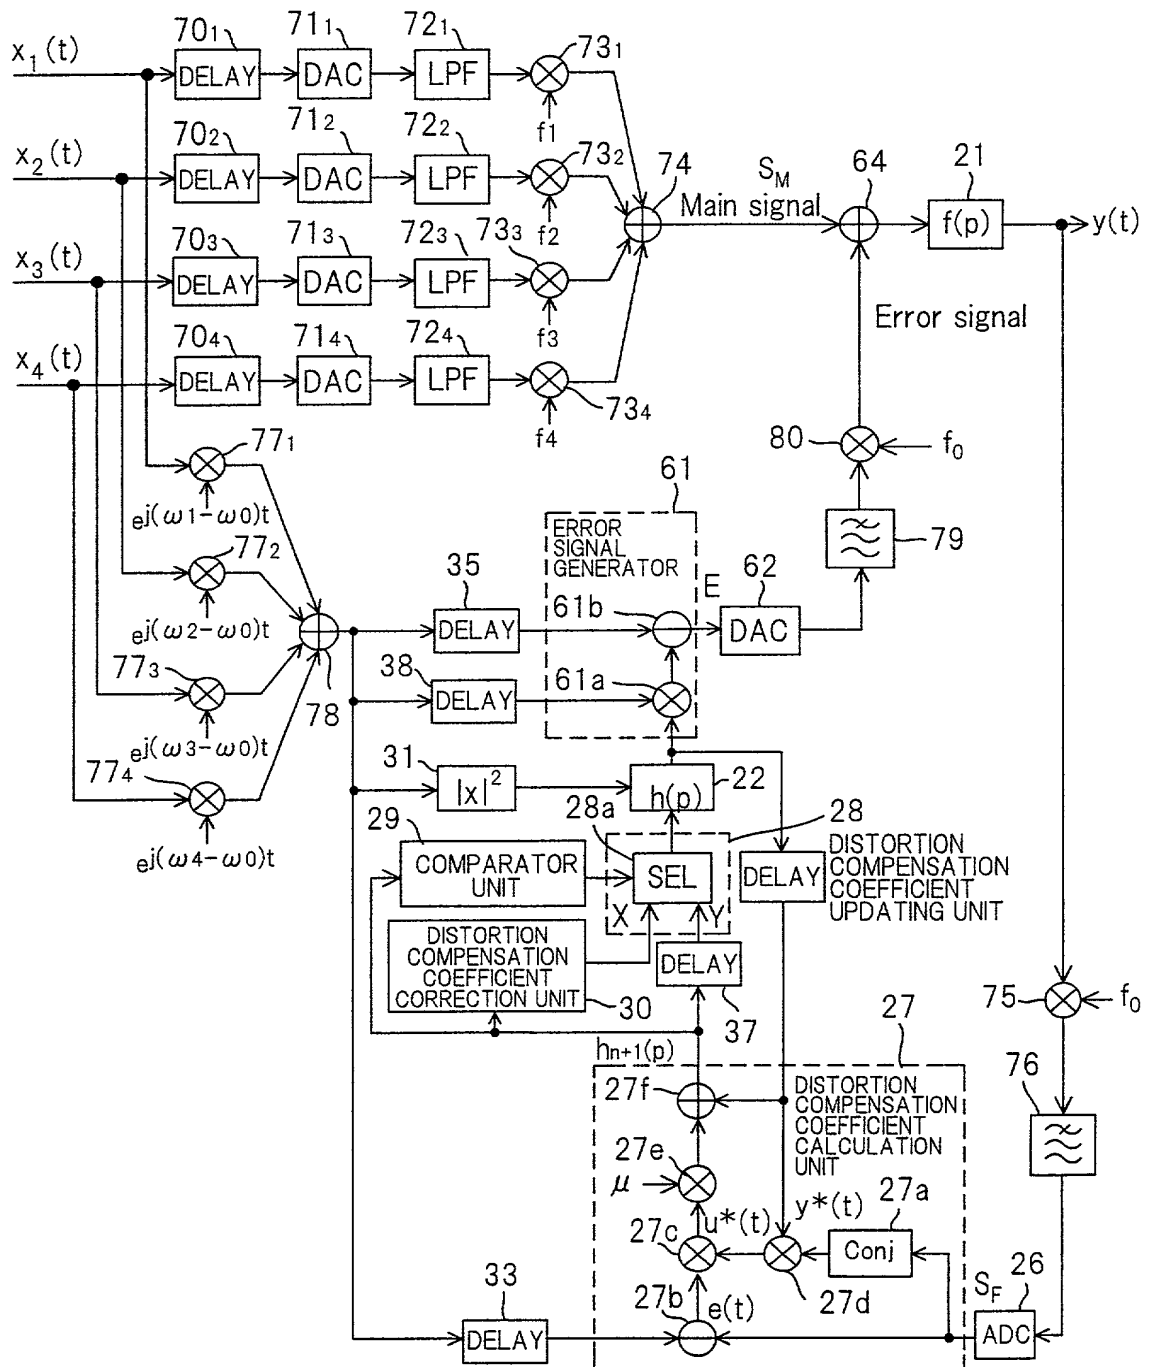 x₁(t)
70₁
DELAY
71₁
DAC
72₁
LPF
73₁
f1
x₂(t)
70₂
DELAY
71₂
DAC
72₂
LPF
73₂
f2
x₃(t)
70₃
DELAY
71₃
DAC
72₃
LPF
73₃
f3
x₄(t)
70₄
DELAY
71₄
DAC
72₄
LPF
73₄
f4
74
S_M
Main signal
64
21
f(p)
y(t)
Error signal
80
f₀
79
77₁
ej(ω1-ω0)t
77₂
ej(ω2-ω0)t
77₃
ej(ω3-ω0)t
77₄
ej(ω4-ω0)t
78
35
DELAY
38
DELAY
61
ERROR
SIGNAL
GENERATOR
61b
61a
E
62
DAC
31
|x|²
h(p)
22
29
COMPARATOR
UNIT
28a
SEL
28
X
Y
DELAY
DISTORTION
COMPENSATION
COEFFICIENT
UPDATING UNIT
DISTORTION
COMPENSATION
COEFFICIENT
CORRECTION UNIT
30
DELAY
37
75
f₀
76
hn+1(p)
27
27f
DISTORTION
COMPENSATION
COEFFICIENT
CALCULATION
UNIT
27e
μ
u*(t)
y*(t)
27a
Conj
27c
27d
27b
e(t)
33
DELAY
S_F
26
ADC